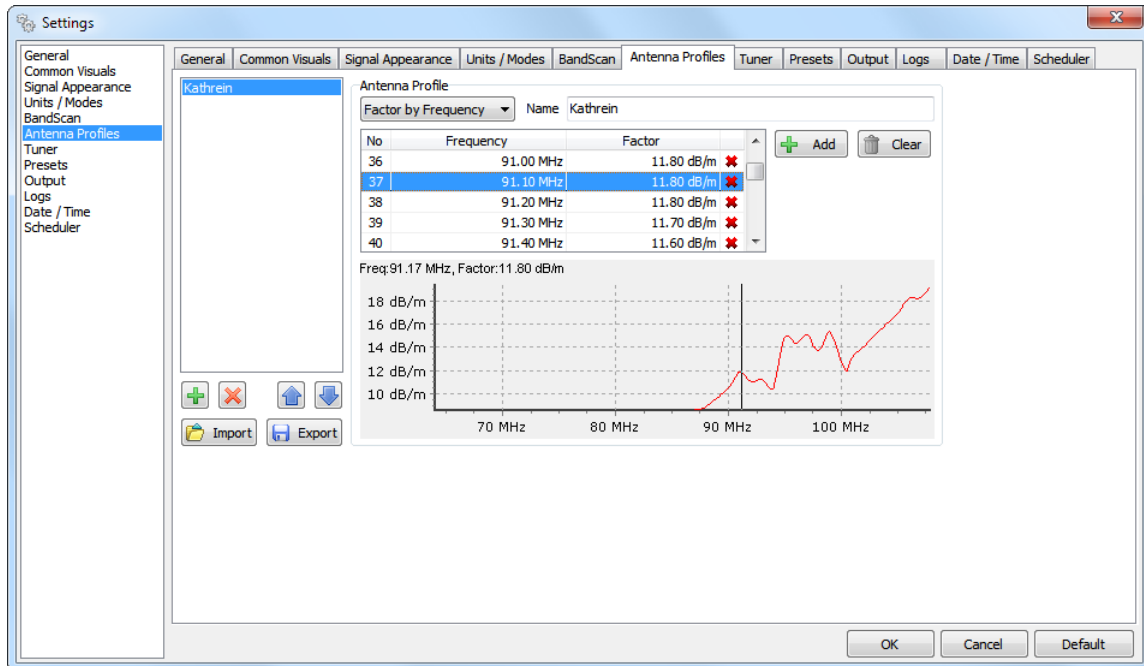 Settings
General
Common Visuals
Signal Appearance
Units / Modes
BandScan
Antenna Profiles
Tuner
Presets
Output
Logs
Date / Time
Scheduler
General Common Visuals Signal Appearance Units / Modes BandScan Antenna Profiles Tuner Presets Output Logs Date / Time Scheduler
Kathrein
Import Export
Antenna Profile
Factor by Frequency Name Kathrein
No Frequency Factor
36 91.00 MHz 11.80 dB/m
37 91.10 MHz 11.80 dB/m
38 91.20 MHz 11.80 dB/m
39 91.30 MHz 11.70 dB/m
40 91.40 MHz 11.60 dB/m
Add Clear
Freq:91.17 MHz, Factor:11.80 dB/m
18 dB/m
16 dB/m
14 dB/m
12 dB/m
10 dB/m
70 MHz 80 MHz 90 MHz 100 MHz
OK Cancel Default